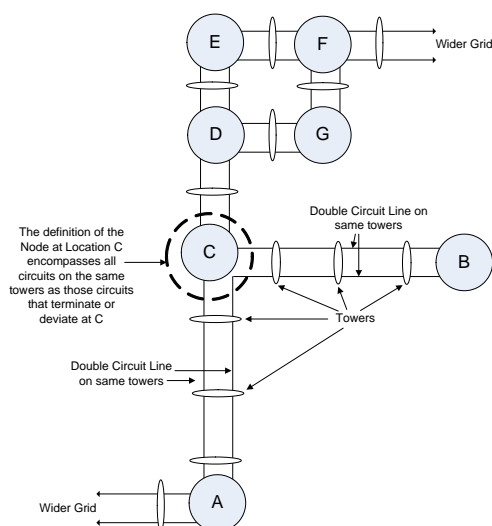 E
F
Wider Grid
D
G
The definition of the
Node at Location C
encompasses all
circuits on the same
towers as those circuits
that terminate or
deviate at C
C
Double Circuit Line on
same towers
B
Towers
Double Circuit Line
on same towers
Wider Grid
A